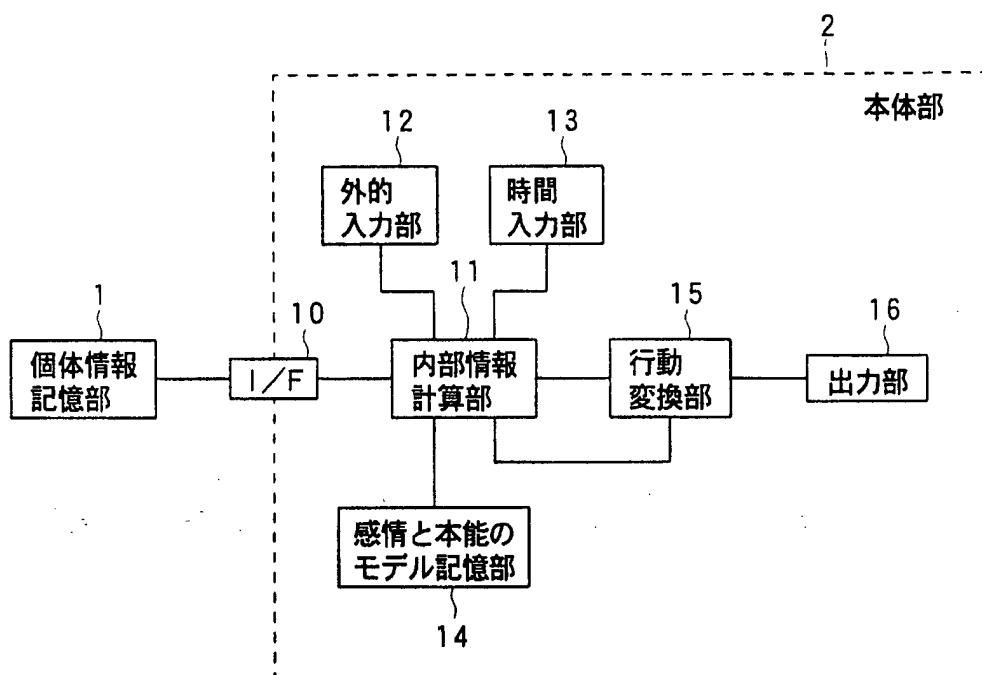 2
本体部
12
13
外的
入力部
時間
入力部
1
10
11
15
16
個体情報
記憶部
I/F
内部情報
計算部
行動
変換部
出力部
感情と本能の
モデル記憶部
14